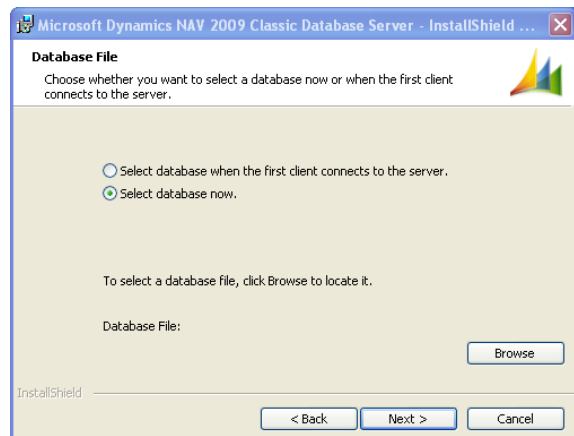 Microsoft Dynamics NAV 2009 Classic Database Server - InstallShield ...
Database File
Choose whether you want to select a database now or when the first client
connects to the server.
Select database when the first client connects to the server.
Select database now.
To select a database file, click Browse to locate it.
Database File:
Browse
InstallShield
< Back
Next >
Cancel